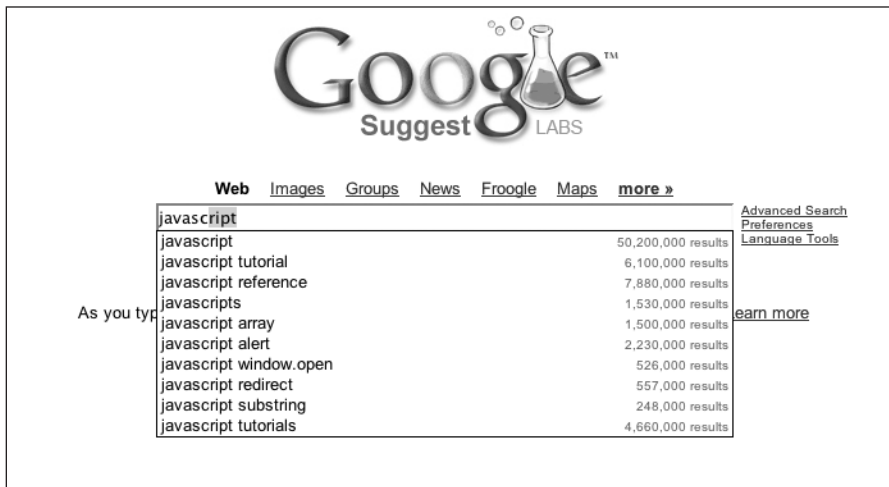 Google™
Suggest LABS
Web Images Groups News Froogle Maps more »
javascript
Advanced Search
Preferences
Language Tools
javascript 50,200,000 results
javascript tutorial 6,100,000 results
javascript reference 7,880,000 results
javascripts 1,530,000 results
As you typ
earn more
javascript array 1,500,000 results
javascript alert 2,230,000 results
javascript window.open 526,000 results
javascript redirect 557,000 results
javascript substring 248,000 results
javascript tutorials 4,660,000 results